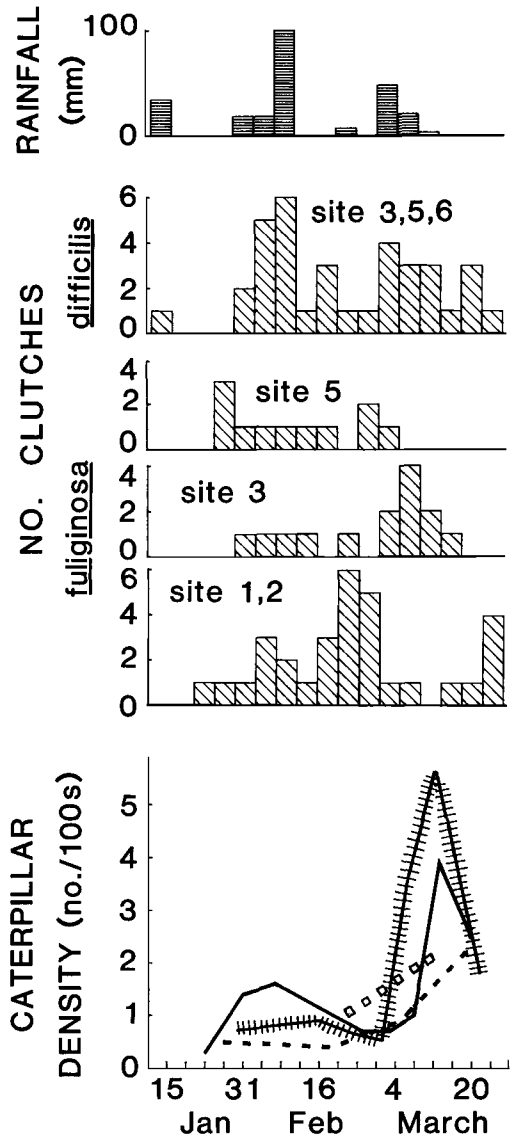 RAINFALL
(mm)
100
0
NO. CLUTCHES
difficilis
6
4
2
0
site 3,5,6
fuliginosa
4
2
0
site 5
4
2
0
site 3
6
4
2
0
site 1,2
CATERPILLAR
DENSITY (no./100s)
5
4
3
2
1
0
15 31 16 4 20
Jan Feb March